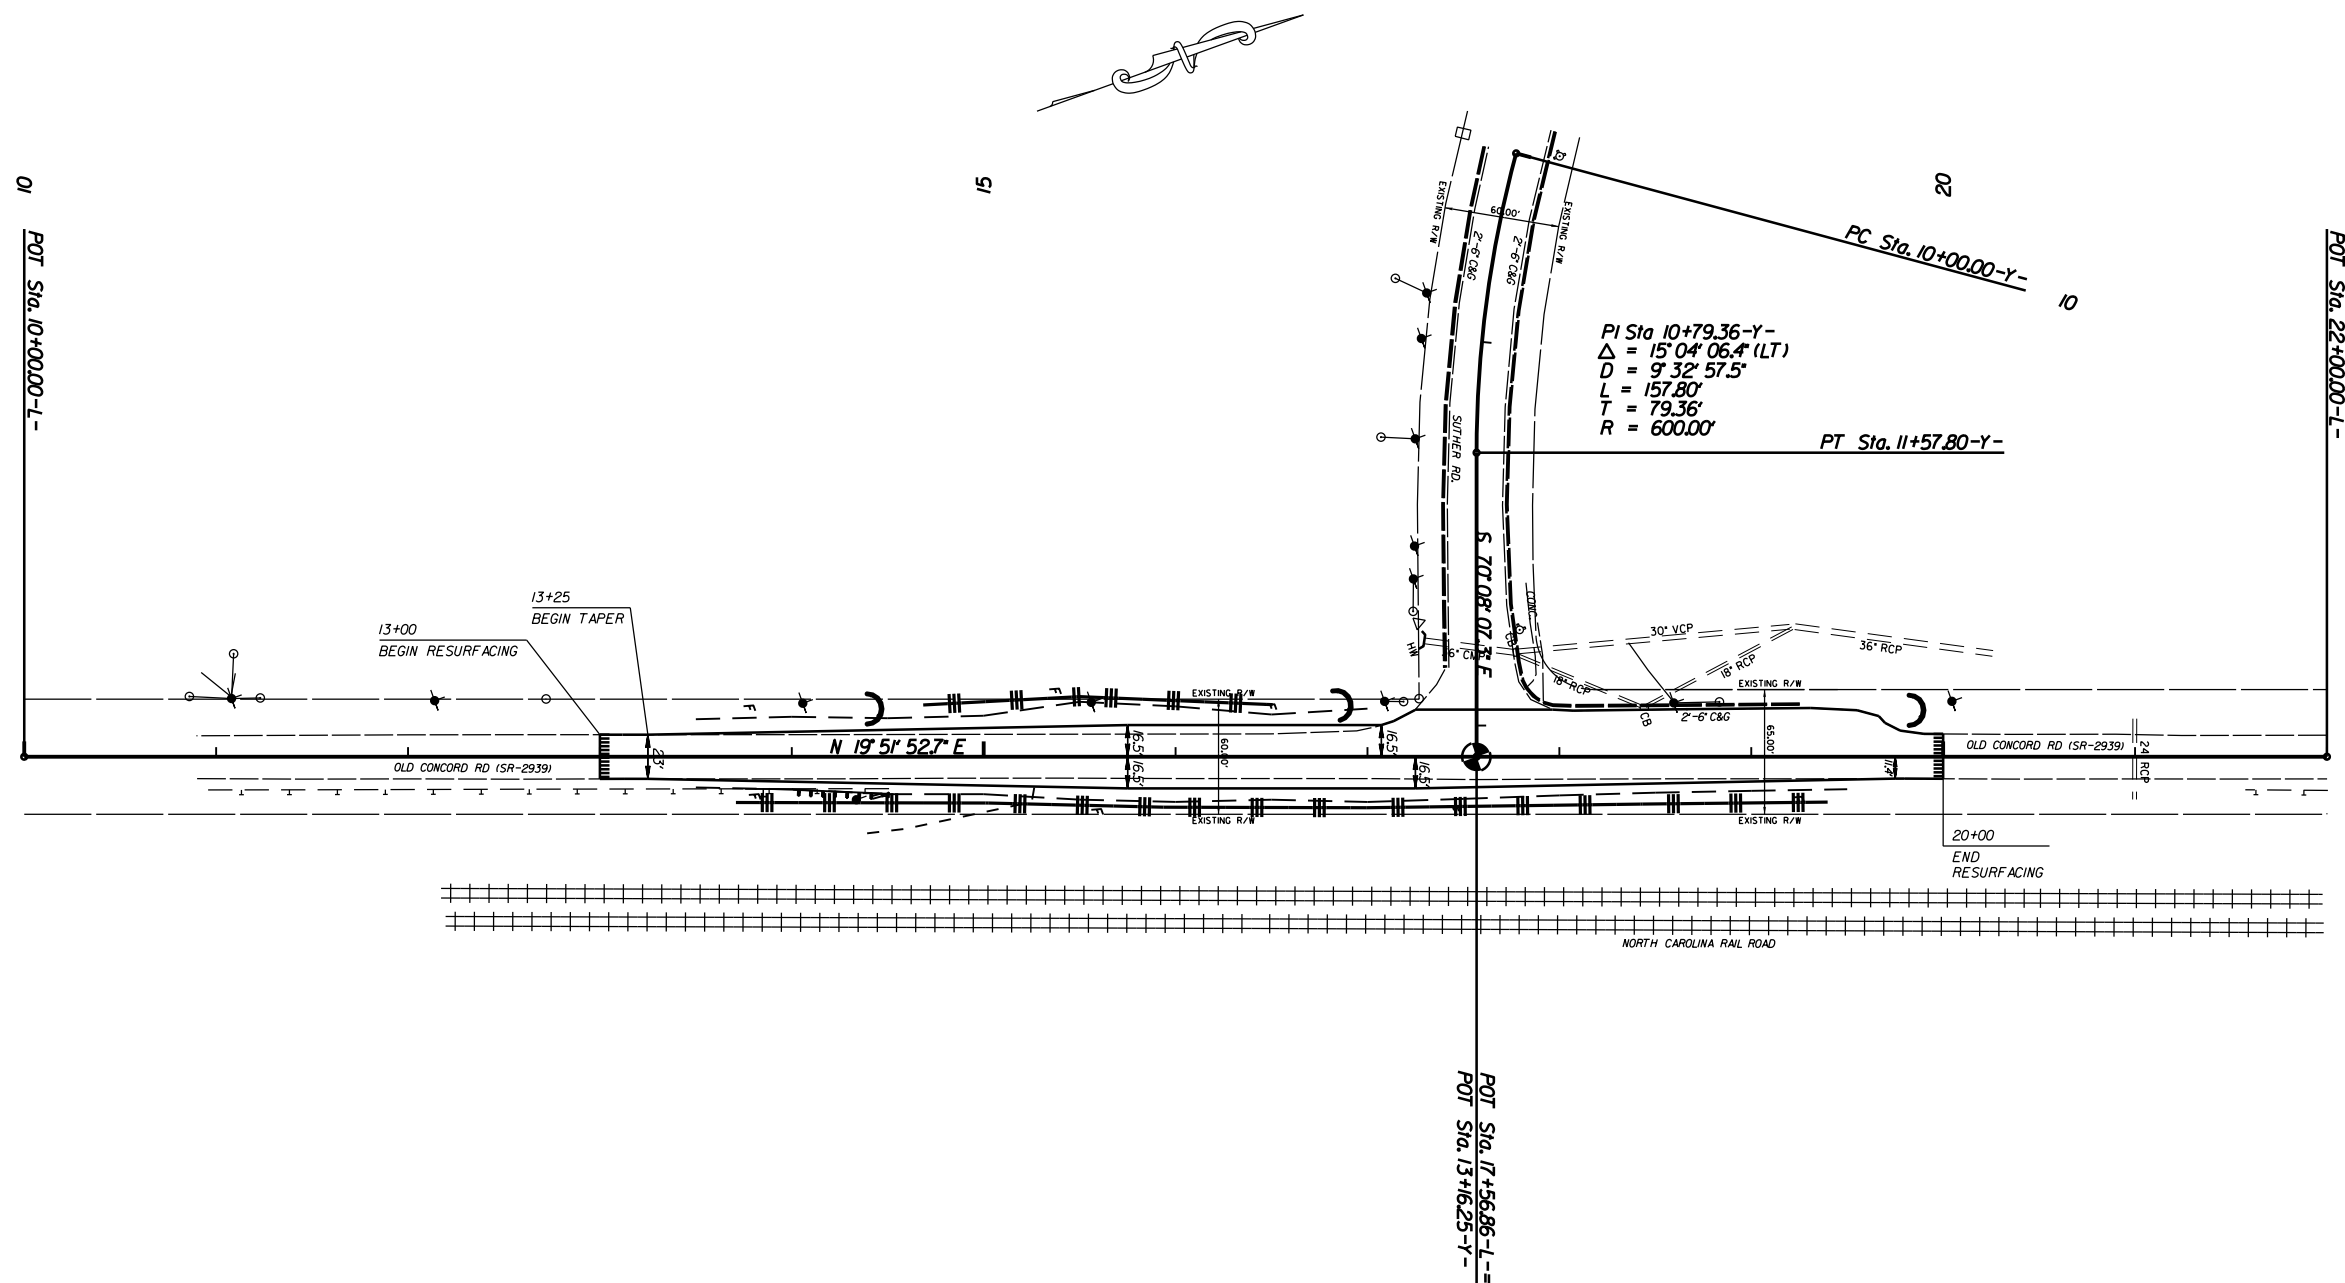 10
15
20
POT Sta. 10+00.00-L-
POT Sta. 22+00.00-L-
EXISTING R/W
60.00'
EXISTING R/W
2'-6" C&G
2'-6" C&G
PC Sta. 10+00.00-Y-
10
PI Sta 10+79.36-Y-
Δ = 15° 04' 06.4" (LT)
D = 9° 32' 57.5"
L = 157.80'
T = 79.36'
R = 600.00'
SUTHER RD.
PT Sta. 11+57.80-Y-
S 70° 08' 07.3" E
13+25
BEGIN TAPER
13+00
BEGIN RESURFACING
CONC.
CB
HW
36" CMP
30" VCP
18" RCP
18" RCP
36" RCP
CB
2'-6" C&G
F
F
EXISTING R/W
EXISTING R/W
23'
N 19° 51' 52.7" E
16.5'
16.5'
60.00'
16.5'
16.5'
65.00'
11.4'
OLD CONCORD RD (SR-2939)
OLD CONCORD RD (SR-2939)
24" RCP
F
F
EXISTING R/W
EXISTING R/W
20+00
END
RESURFACING
NORTH CAROLINA RAIL ROAD
POT Sta. 17+56.86-L-=
POT Sta. 13+16.25-Y-